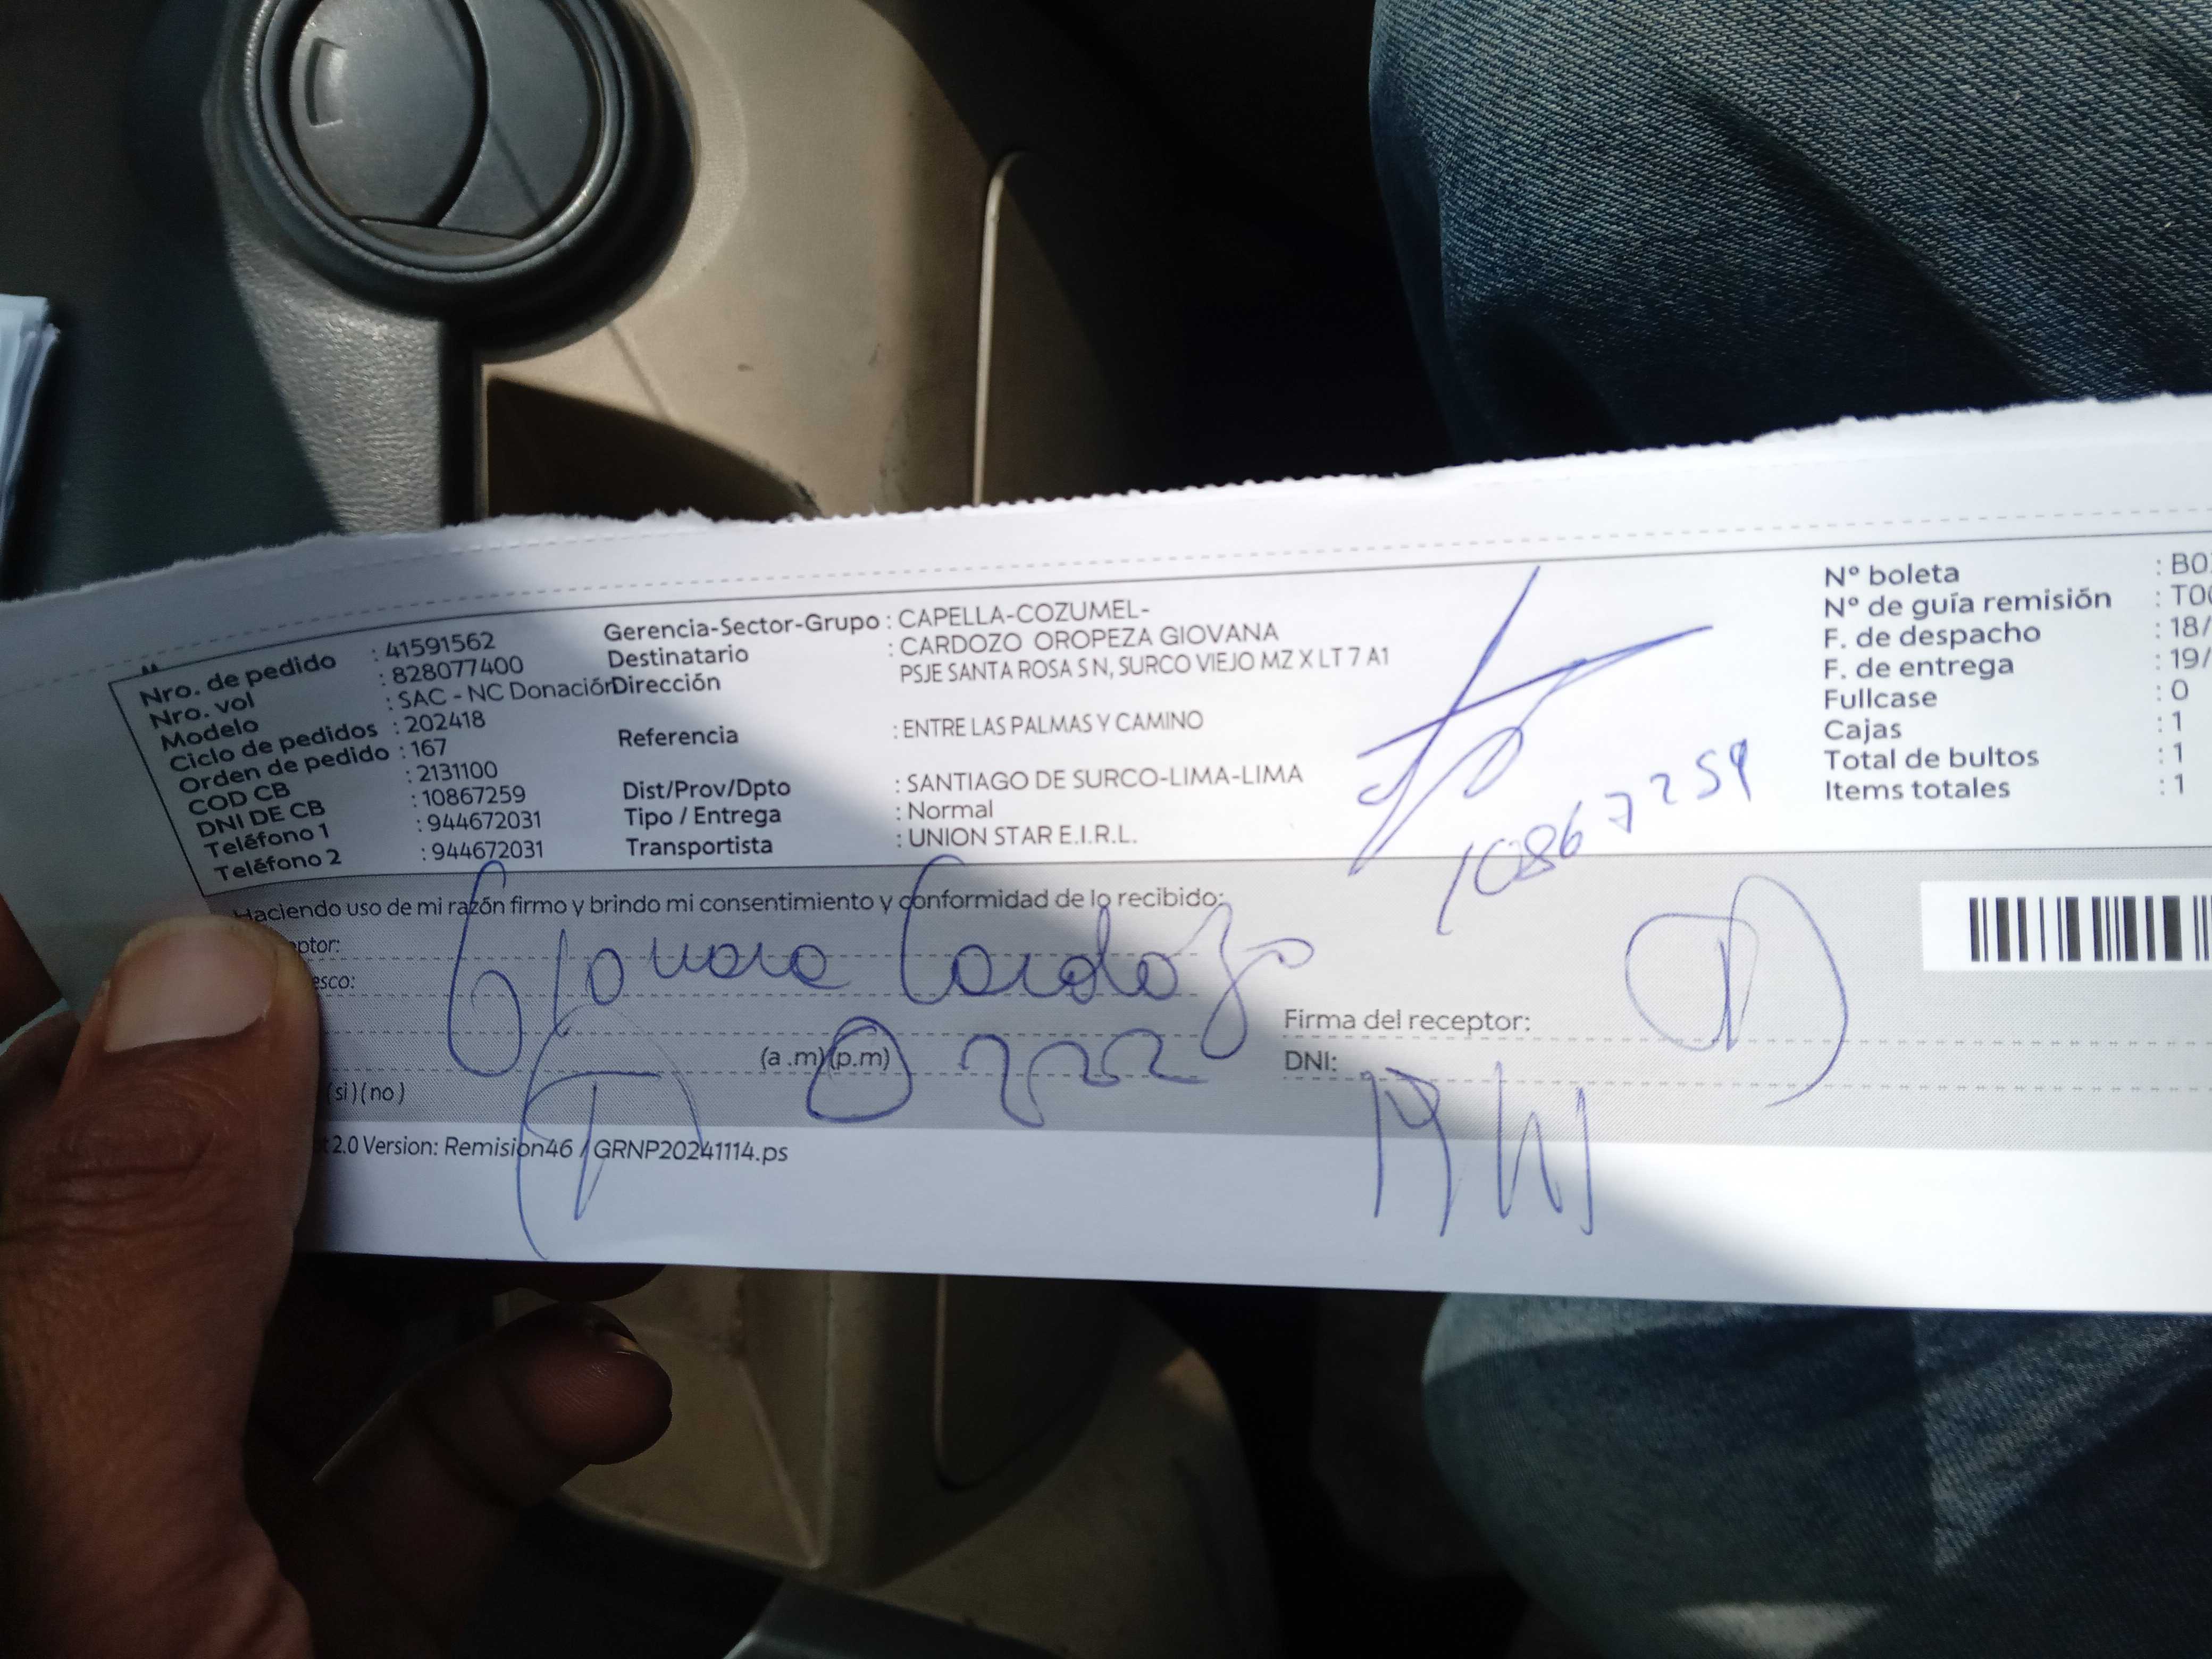 Nro. de pedido : 41591562
Nro. vol : 828077400
Modelo : SAC - NC Donación
Ciclo de pedidos : 202418
Orden de pedido : 167
COD CB : 2131100
DNI DE CB : 10867259
Teléfono 1 : 944672031
Teléfono 2 : 944672031
Gerencia-Sector-Grupo : CAPELLA-COZUMEL-
Destinatario : CARDOZO OROPEZA GIOVANA
Dirección PSJE SANTA ROSA S N, SURCO VIEJO MZ X LT 7 A1
Referencia : ENTRE LAS PALMAS Y CAMINO
Dist/Prov/Dpto : SANTIAGO DE SURCO-LIMA-LIMA
Tipo / Entrega : Normal
Transportista : UNION STAR E.I.R.L.
10867259
Nº boleta : B0
Nº de guía remisión : T00
F. de despacho : 18/
F. de entrega : 19/
Fullcase : 0
Cajas : 1
Total de bultos : 1
Items totales : 1
Haciendo uso de mi razón firmo y brindo mi consentimiento y conformidad de lo recibido:
ptor:
esco:
Giovana Cardozo
(a .m) (p.m)
(si) (no)
Firma del receptor:
DNI:
2.0 Version: Remision46 / GRNP20241114.ps